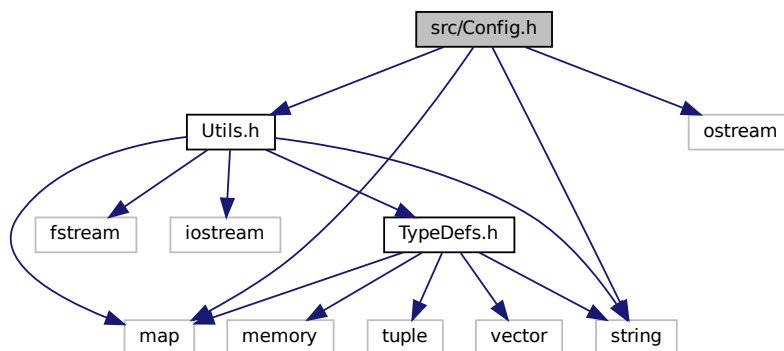 src/Config.h
Utils.h
ostream
fstream
iostream
TypeDefs.h
map
memory
tuple
vector
string